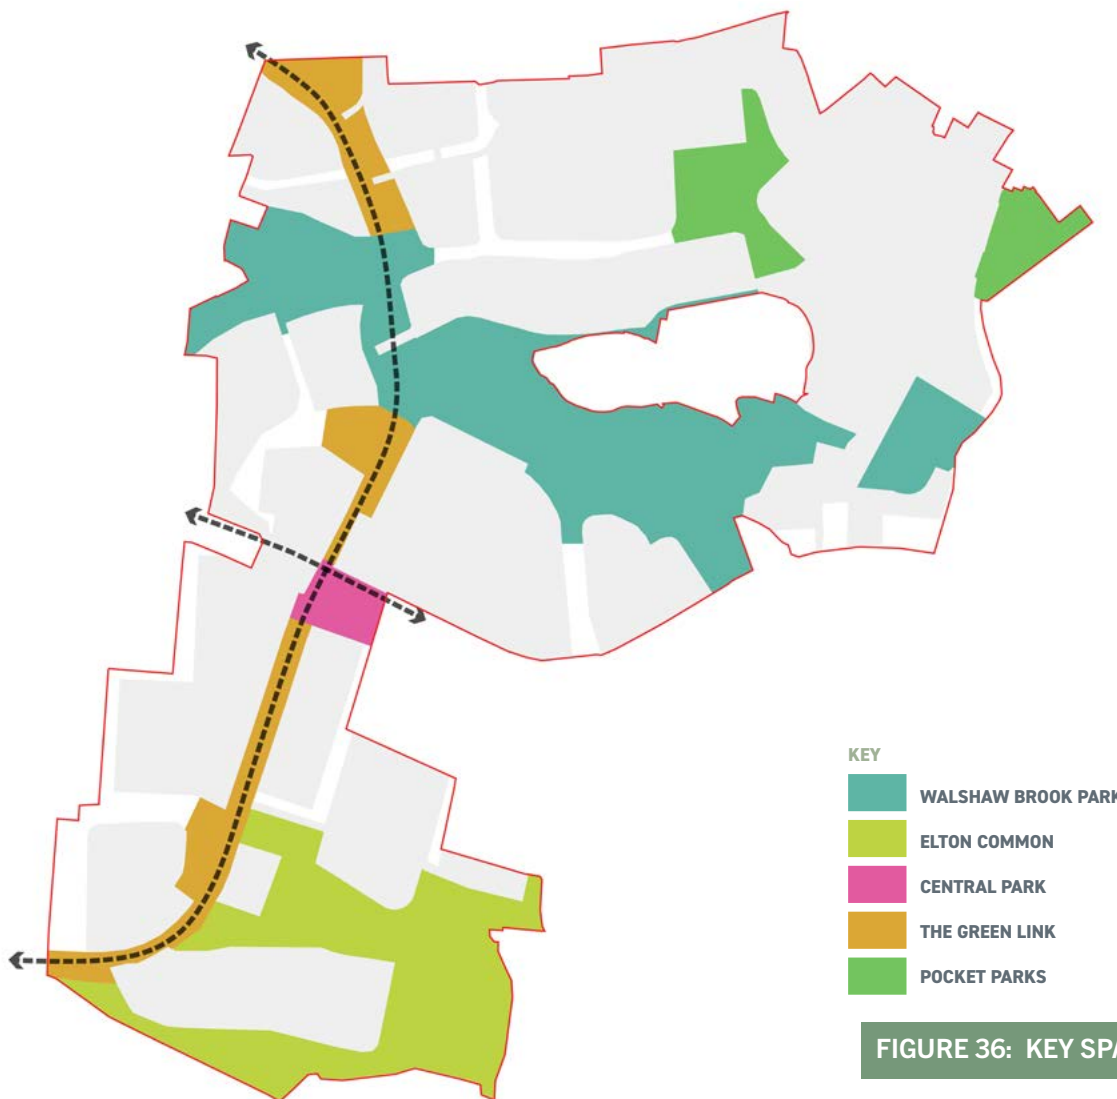 KEY
WALSHAW BROOK PARK
ELTON COMMON
CENTRAL PARK
THE GREEN LINK
POCKET PARKS
FIGURE 36: KEY SPA